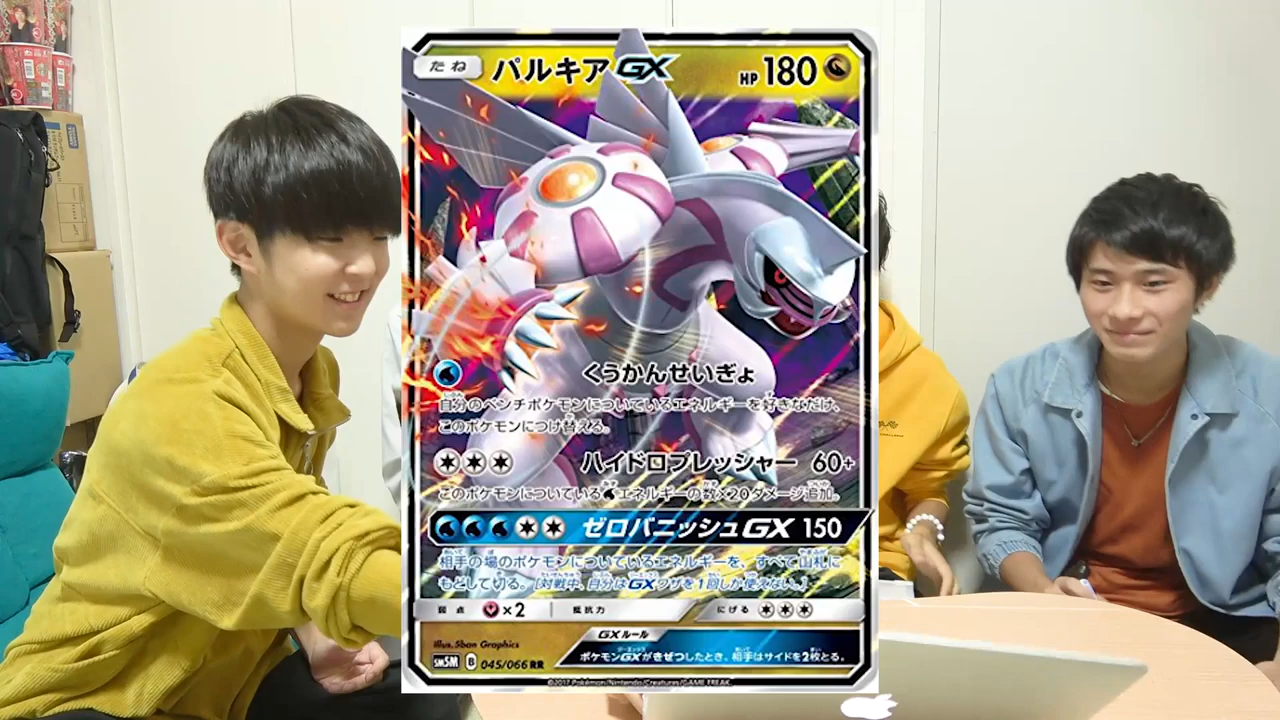 たね パルキアGX HP 180
くうかんせいぎょ
自分のベンチポケモンについているエネルギーを好きなだけ、
このポケモンにつけ替える。
ハイドロプレッシャー 60+
このポケモンについている エネルギーの数×20ダメージ追加。
ゼロバニッシュGX 150
相手の場のポケモンについているエネルギーを、すべて山札に
もどして切る。[対戦中、自分はGXワザを1回しか使えない。]
弱点 ×2 抵抗力 にげる
Illus. 5ban Graphics
GXルール
ポケモンGXがきぜつしたとき、相手はサイドを2枚とる。
SM5M B 045/066 RR
©2017 Pokémon/Nintendo/Creatures/GAME FREAK.